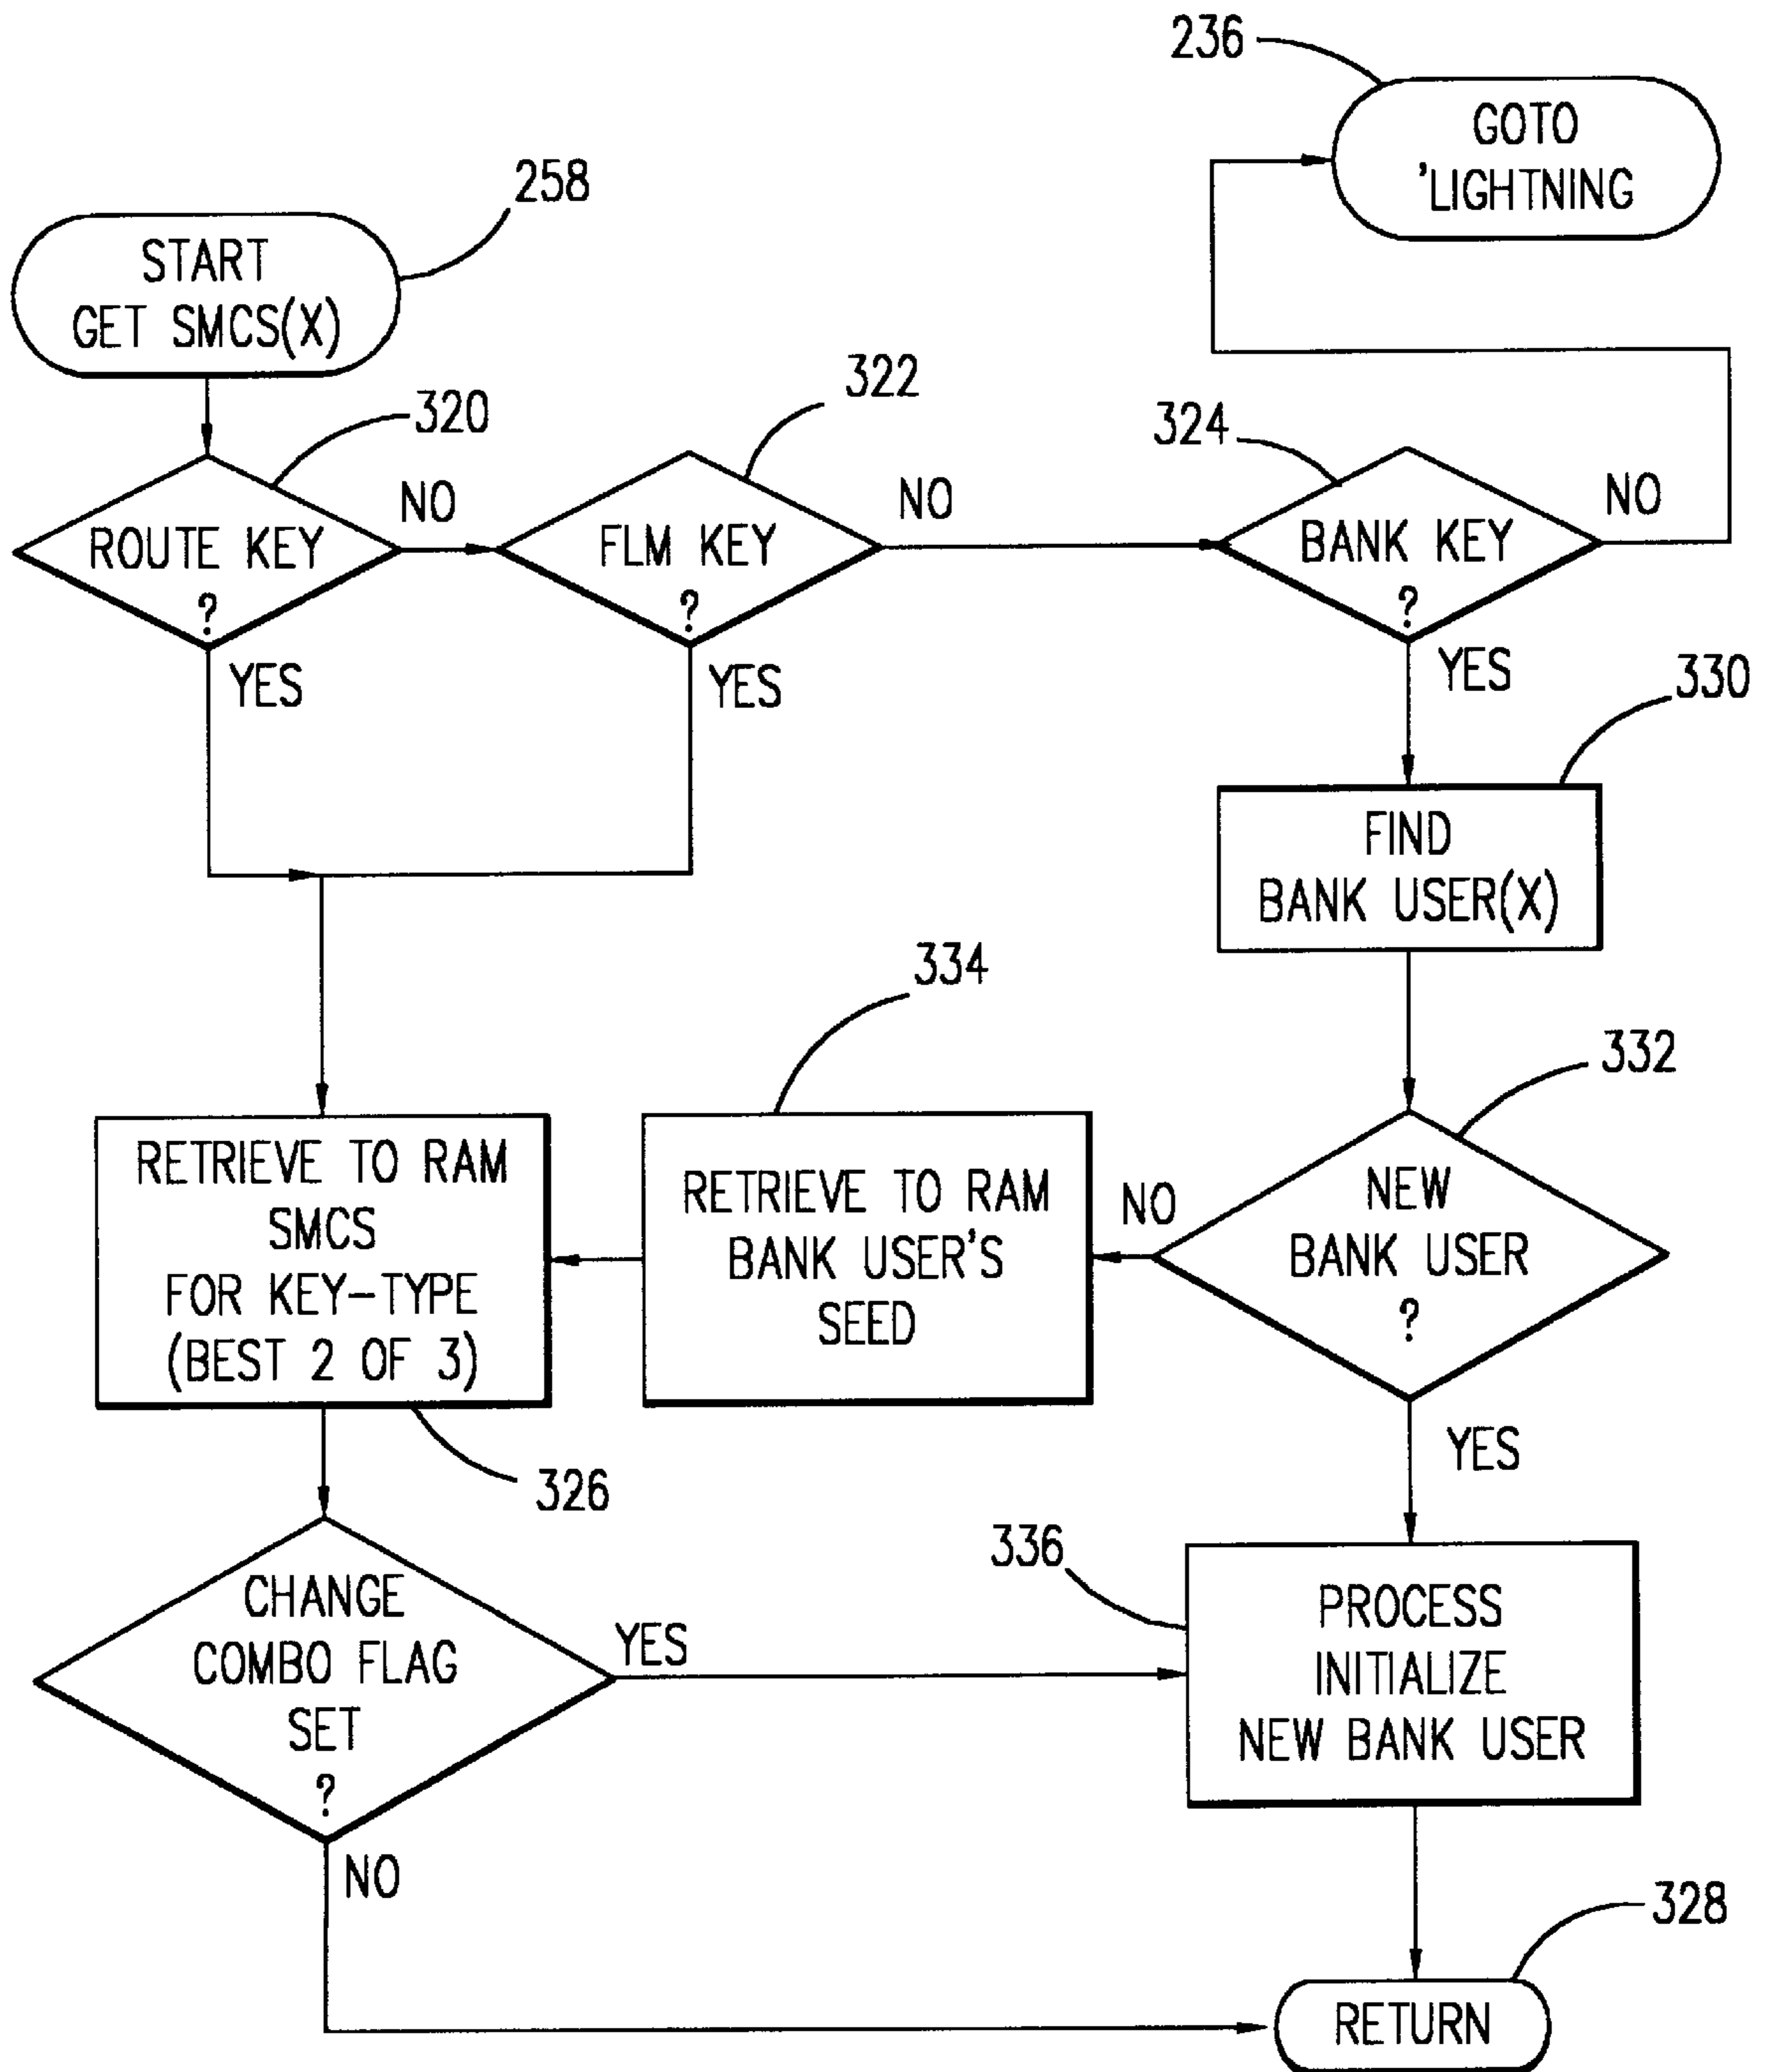 236
GOTO
'LIGHTNING
258
START
GET SMCS(X)
320
322
324
ROUTE KEY
?
NO
FLM KEY
?
NO
BANK KEY
?
NO
YES
YES
YES
330
FIND
BANK USER(X)
334
332
RETRIEVE TO RAM
SMCS
FOR KEY-TYPE
(BEST 2 OF 3)
RETRIEVE TO RAM
BANK USER'S
SEED
NO
NEW
BANK USER
?
326
YES
336
CHANGE
COMBO FLAG
SET
?
YES
PROCESS
INITIALIZE
NEW BANK USER
NO
328
RETURN